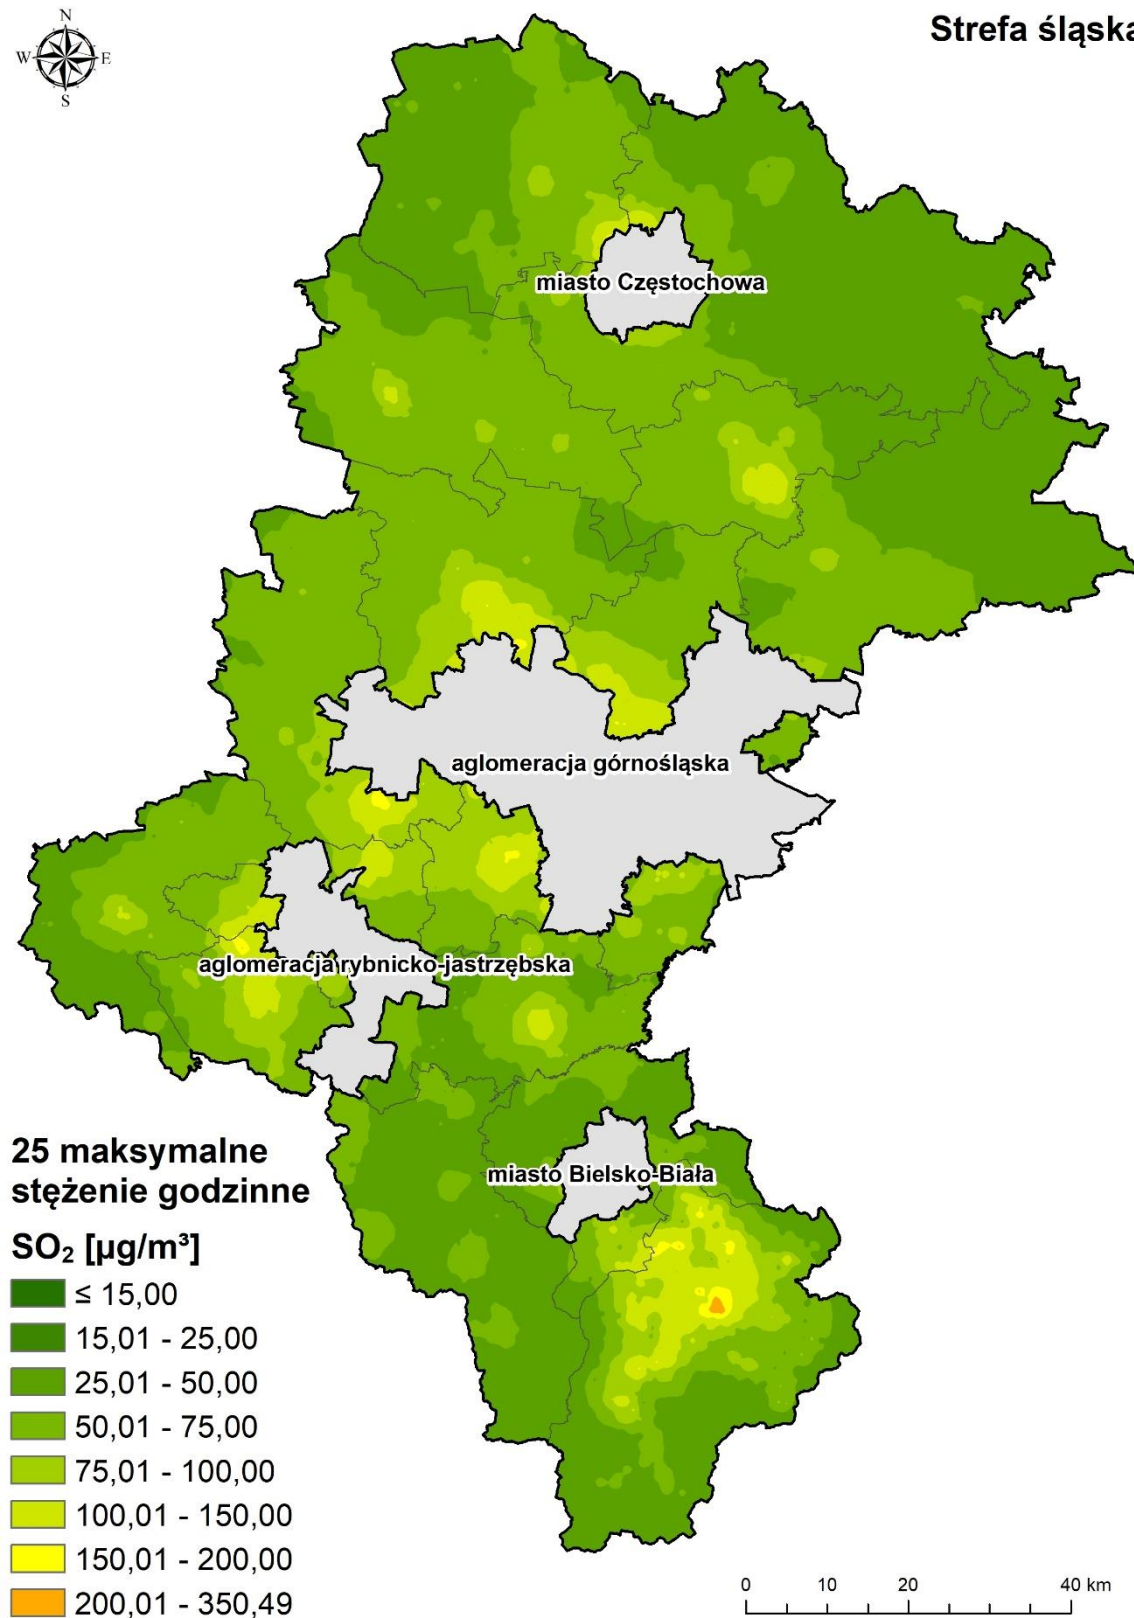 N
W E
S
Strefa śląska
miasto Częstochowa
aglomeracja górnośląska
aglomeracja rybnicko-jastrzębska
miasto Bielsko-Biała
25 maksymalne
stężenie godzinne
SO₂ [µg/m³]
≤ 15,00
15,01 - 25,00
25,01 - 50,00
50,01 - 75,00
75,01 - 100,00
100,01 - 150,00
150,01 - 200,00
200,01 - 350,49
0 10 20 40 km